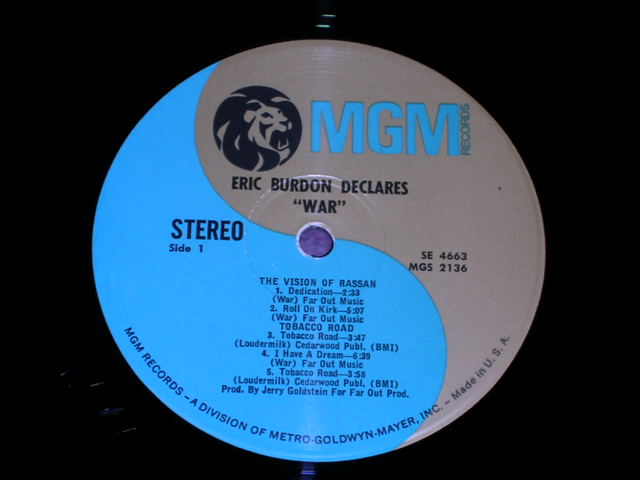 MGM
RECORDS
ERIC BURDON DECLARES
"WAR"
STEREO
Side 1
SE 4663
MGS 2136
THE VISION OF RASSAN
1. Dedication—2:33
(War) Far Out Music
2. Roll On Kirk—5:07
(War) Far Out Music
TOBACCO ROAD
3. Tobacco Road—3:47
(Loudermilk) Cedarwood Publ. (BMI)
4. I Have A Dream—6:39
(War) Far Out Music
5. Tobacco Road—3:58
(Loudermilk) Cedarwood Publ. (BMI)
Prod. By Jerry Goldstein For Far Out Prod.
MGM RECORDS – A DIVISION OF METRO-GOLDWYN-MAYER, INC. – Made in U. S. A.